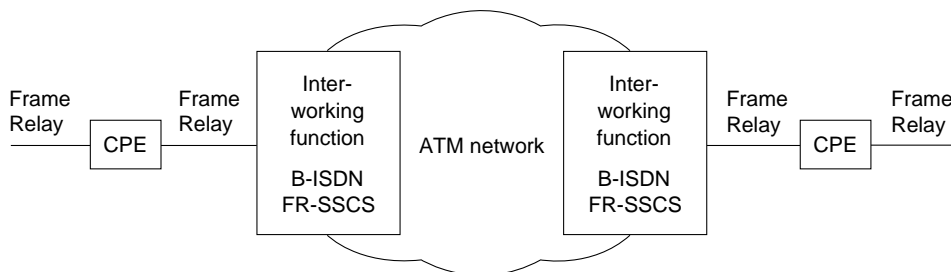 Frame
Relay
CPE
Frame
Relay
Inter-
working
function
B-ISDN
FR-SSCS
ATM network
Inter-
working
function
B-ISDN
FR-SSCS
Frame
Relay
CPE
Frame
Relay